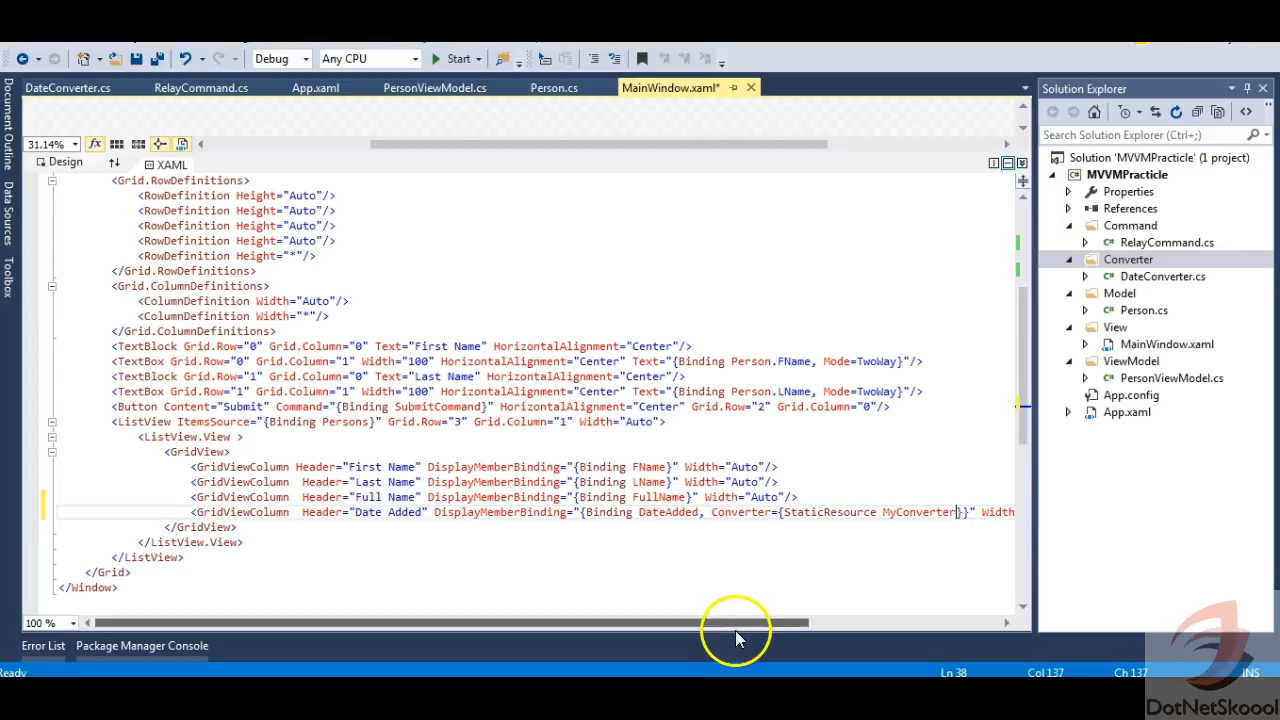 Debug
Any CPU
Start
DateConverter.cs
RelayCommand.cs
App.xaml
PersonViewModel.cs
Person.cs
MainWindow.xaml*
Solution Explorer
Document Outline
Data Sources
Toolbox
Search Solution Explorer (Ctrl+;)
31.14%
Design
XAML
Solution 'MVVMPracticle' (1 project)
MVVMPracticle
Properties
References
Command
RelayCommand.cs
Converter
DateConverter.cs
Model
Person.cs
View
MainWindow.xaml
ViewModel
PersonViewModel.cs
App.config
App.xaml
<Grid.RowDefinitions>
<RowDefinition Height="Auto"/>
<RowDefinition Height="Auto"/>
<RowDefinition Height="Auto"/>
<RowDefinition Height="Auto"/>
<RowDefinition Height="*"/>
</Grid.RowDefinitions>
<Grid.ColumnDefinitions>
<ColumnDefinition Width="Auto"/>
<ColumnDefinition Width="*"/>
</Grid.ColumnDefinitions>
<TextBlock Grid.Row="0" Grid.Column="0" Text="First Name" HorizontalAlignment="Center"/>
<TextBox Grid.Row="0" Grid.Column="1" Width="100" HorizontalAlignment="Center" Text="{Binding Person.FName, Mode=TwoWay}"/>
<TextBlock Grid.Row="1" Grid.Column="0" Text="Last Name" HorizontalAlignment="Center"/>
<TextBox Grid.Row="1" Grid.Column="1" Width="100" HorizontalAlignment="Center" Text="{Binding Person.LName, Mode=TwoWay}"/>
<Button Content="Submit" Command="{Binding SubmitCommand}" HorizontalAlignment="Center" Grid.Row="2" Grid.Column="0"/>
<ListView ItemsSource="{Binding Persons}" Grid.Row="3" Grid.Column="1" Width="Auto">
<ListView.View >
<GridView>
<GridViewColumn Header="First Name" DisplayMemberBinding="{Binding FName}" Width="Auto"/>
<GridViewColumn  Header="Last Name" DisplayMemberBinding="{Binding LName}" Width="Auto"/>
<GridViewColumn  Header="Full Name" DisplayMemberBinding="{Binding FullName}" Width="Auto"/>
<GridViewColumn  Header="Date Added" DisplayMemberBinding="{Binding DateAdded, Converter={StaticResource MyConverter}}" Width
</GridView>
</ListView.View>
</ListView>
</Grid>
</Window>
100 %
Error List
Package Manager Console
Ready
Ln 38
Col 137
Ch 137
INS
DotNetSkoool